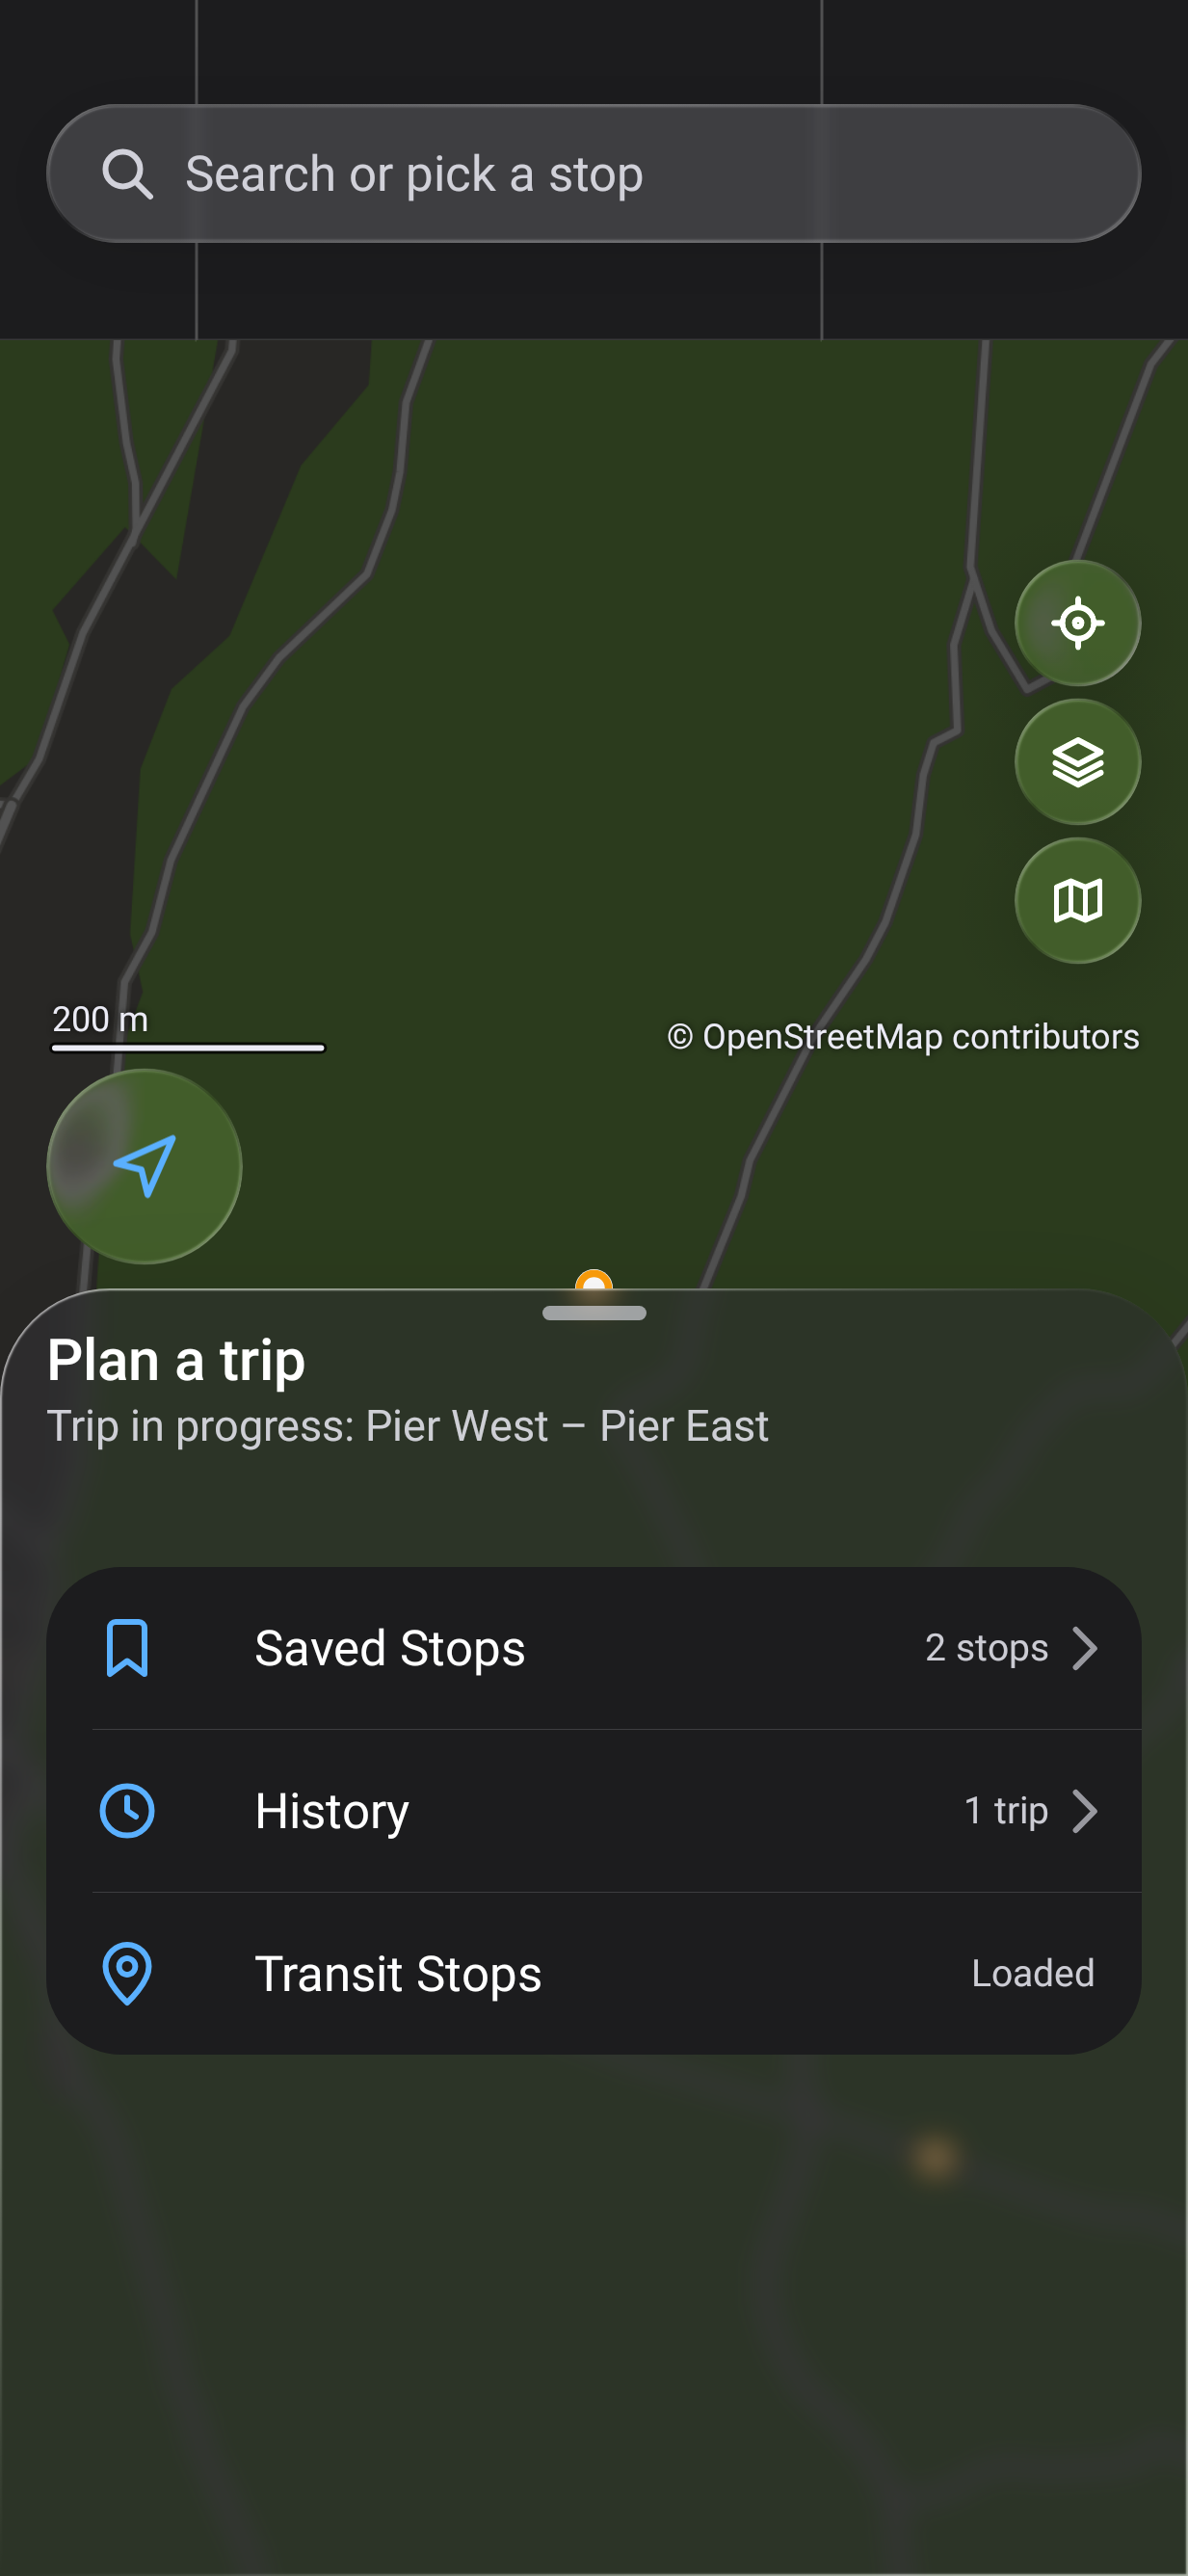 Search or pick a stop
200 m
© OpenStreetMap contributors
Plan a trip
Trip in progress: Pier West – Pier East
Saved Stops 2 stops
History 1 trip
Transit Stops Loaded